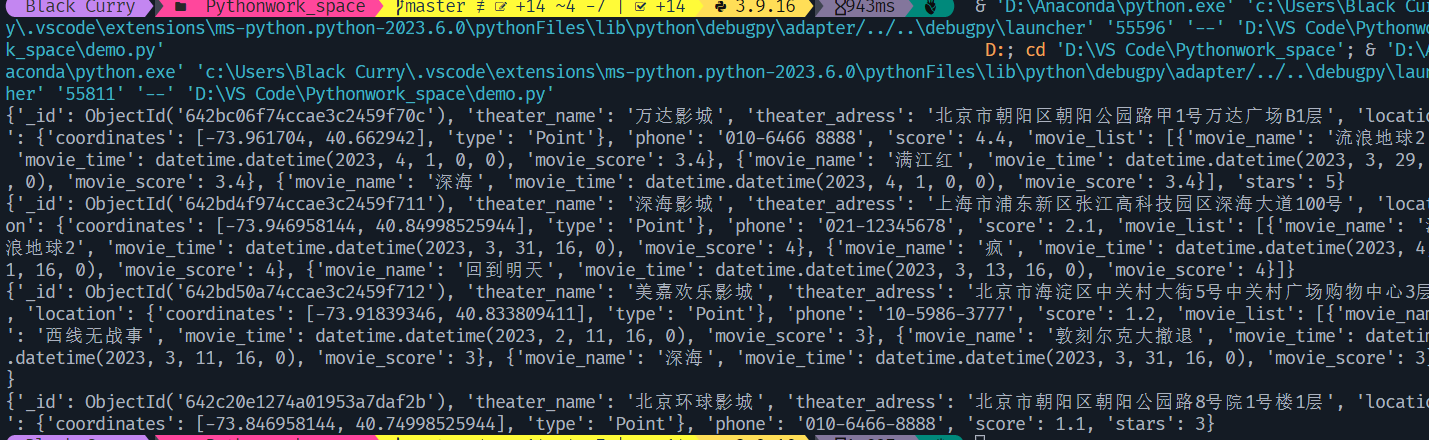 Black Curry Pythonwork_space master ≢ +14 ~4 -7 | +14 3.9.16 943ms & 'D:\Anaconda\python.exe' 'c:\Users\Black Cur
y\.vscode\extensions\ms-python.python-2023.6.0\pythonFiles\lib\python\debugpy\adapter/../..\debugpy\launcher' '55596' '--' 'D:\VS Code\Pythonwor
k_space\demo.py' D:; cd 'D:\VS Code\Pythonwork_space'; & 'D:\
aconda\python.exe' 'c:\Users\Black Curry\.vscode\extensions\ms-python.python-2023.6.0\pythonFiles\lib\python\debugpy\adapter/../..\debugpy\laun
her' '55811' '--' 'D:\VS Code\Pythonwork_space\demo.py'
{'_id': ObjectId('642bc06f74ccae3c2459f70c'), 'theater_name': '万达影城', 'theater_adress': '北京市朝阳区朝阳公园路甲1号万达广场B1层', 'locatio
': {'coordinates': [-73.961704, 40.662942], 'type': 'Point'}, 'phone': '010-6466 8888', 'score': 4.4, 'movie_list': [{'movie_name': '流浪地球2
'movie_time': datetime.datetime(2023, 4, 1, 0, 0), 'movie_score': 3.4}, {'movie_name': '满江红', 'movie_time': datetime.datetime(2023, 3, 29,
, 0), 'movie_score': 3.4}, {'movie_name': '深海', 'movie_time': datetime.datetime(2023, 4, 1, 0, 0), 'movie_score': 3.4}], 'stars': 5}
{'_id': ObjectId('642bd4f974ccae3c2459f711'), 'theater_name': '深海影城', 'theater_adress': '上海市浦东新区张江高科技园区深海大道100号', 'locat
on': {'coordinates': [-73.946958144, 40.84998525944], 'type': 'Point'}, 'phone': '021-12345678', 'score': 2.1, 'movie_list': [{'movie_name': '
浪地球2', 'movie_time': datetime.datetime(2023, 3, 31, 16, 0), 'movie_score': 4}, {'movie_name': '疯', 'movie_time': datetime.datetime(2023, 4
1, 16, 0), 'movie_score': 4}, {'movie_name': '回到明天', 'movie_time': datetime.datetime(2023, 3, 13, 16, 0), 'movie_score': 4}]}
{'_id': ObjectId('642bd50a74ccae3c2459f712'), 'theater_name': '美嘉欢乐影城', 'theater_adress': '北京市海淀区中关村大街5号中关村广场购物中心3层
, 'location': {'coordinates': [-73.91839346, 40.833809411], 'type': 'Point'}, 'phone': '10-5986-3777', 'score': 1.2, 'movie_list': [{'movie_nam
': '西线无战事', 'movie_time': datetime.datetime(2023, 2, 11, 16, 0), 'movie_score': 3}, {'movie_name': '敦刻尔克大撤退', 'movie_time': datetim
.datetime(2023, 3, 11, 16, 0), 'movie_score': 3}, {'movie_name': '深海', 'movie_time': datetime.datetime(2023, 3, 31, 16, 0), 'movie_score': 3
}
{'_id': ObjectId('642c20e1274a01953a7daf2b'), 'theater_name': '北京环球影城', 'theater_adress': '北京市朝阳区朝阳公园路8号院1号楼1层', 'locatio
': {'coordinates': [-73.846958144, 40.74998525944], 'type': 'Point'}, 'phone': '010-6466-8888', 'score': 1.1, 'stars': 3}